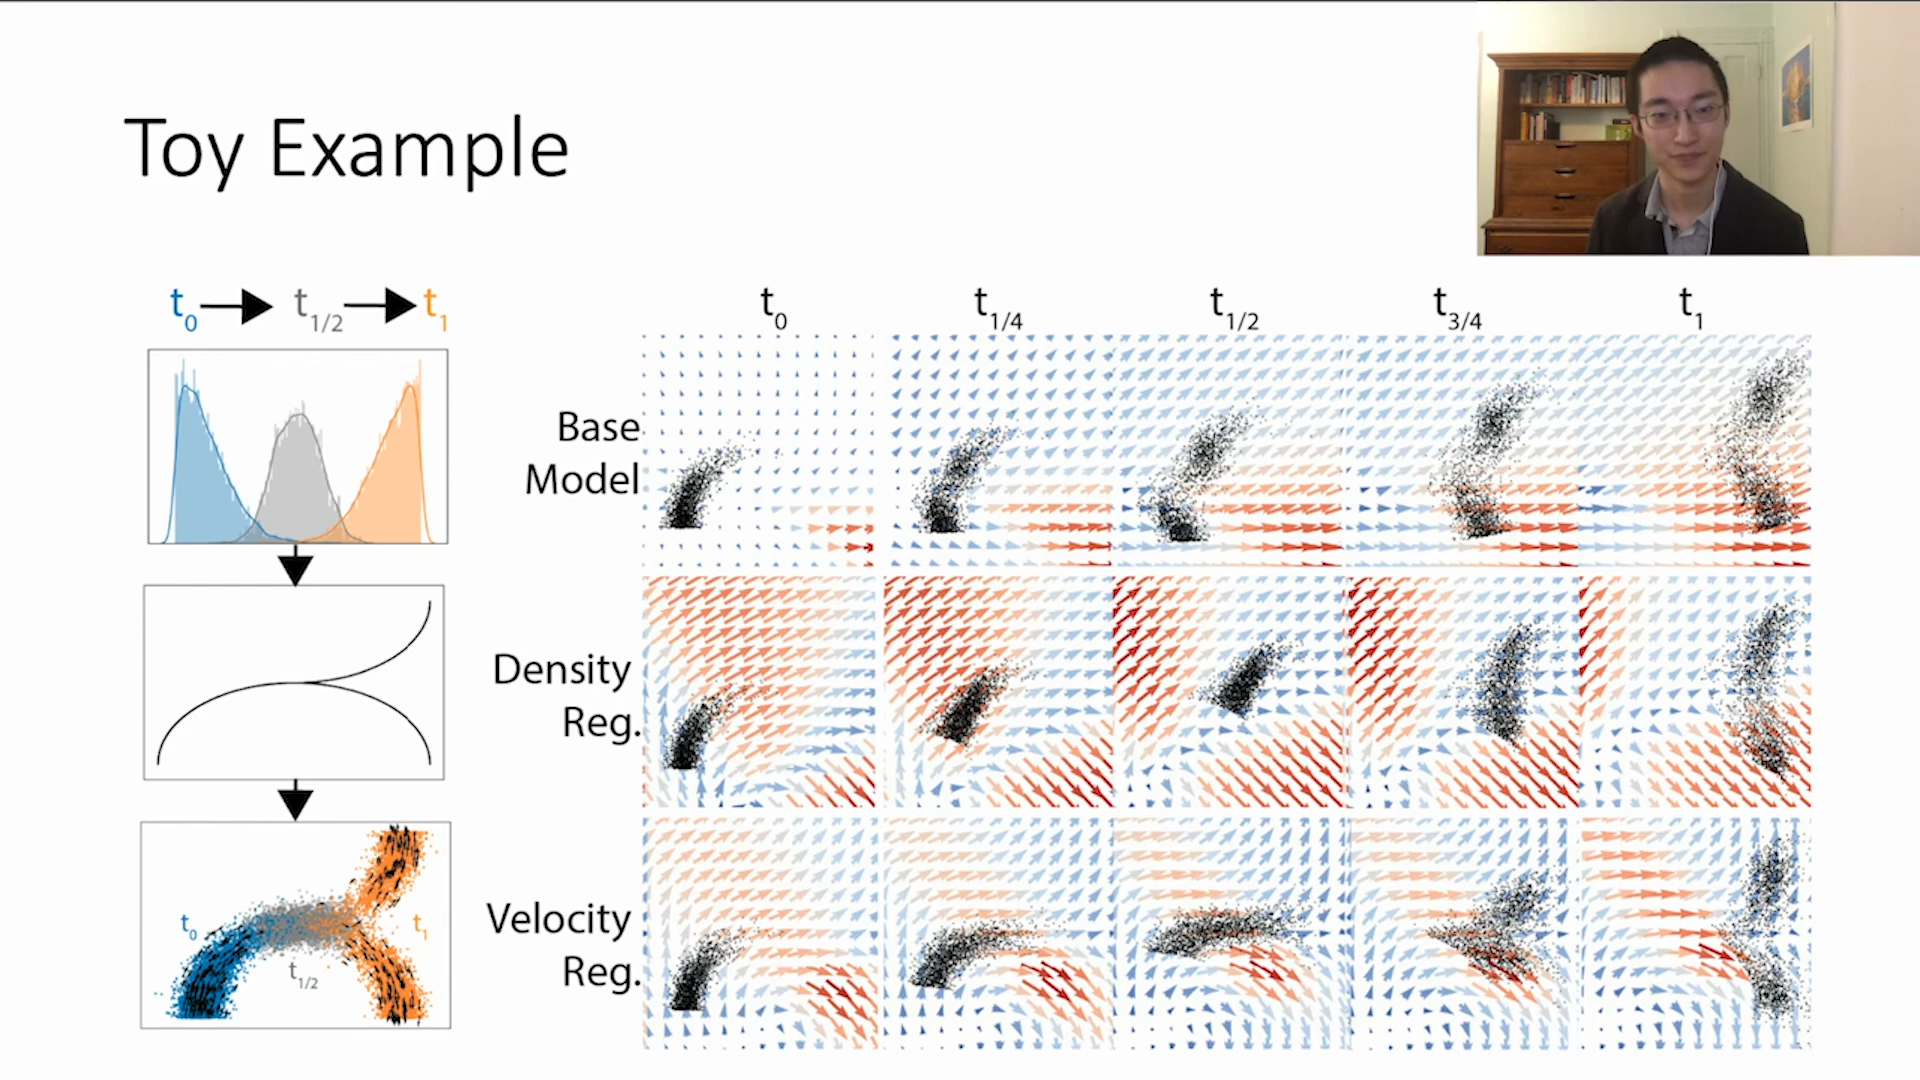 Toy Example
t0 t1/2 t1
t0 t1/4 t1/2 t3/4 t1
Base
Model
Density
Reg.
Velocity
Reg.
t0
t1
t1/2